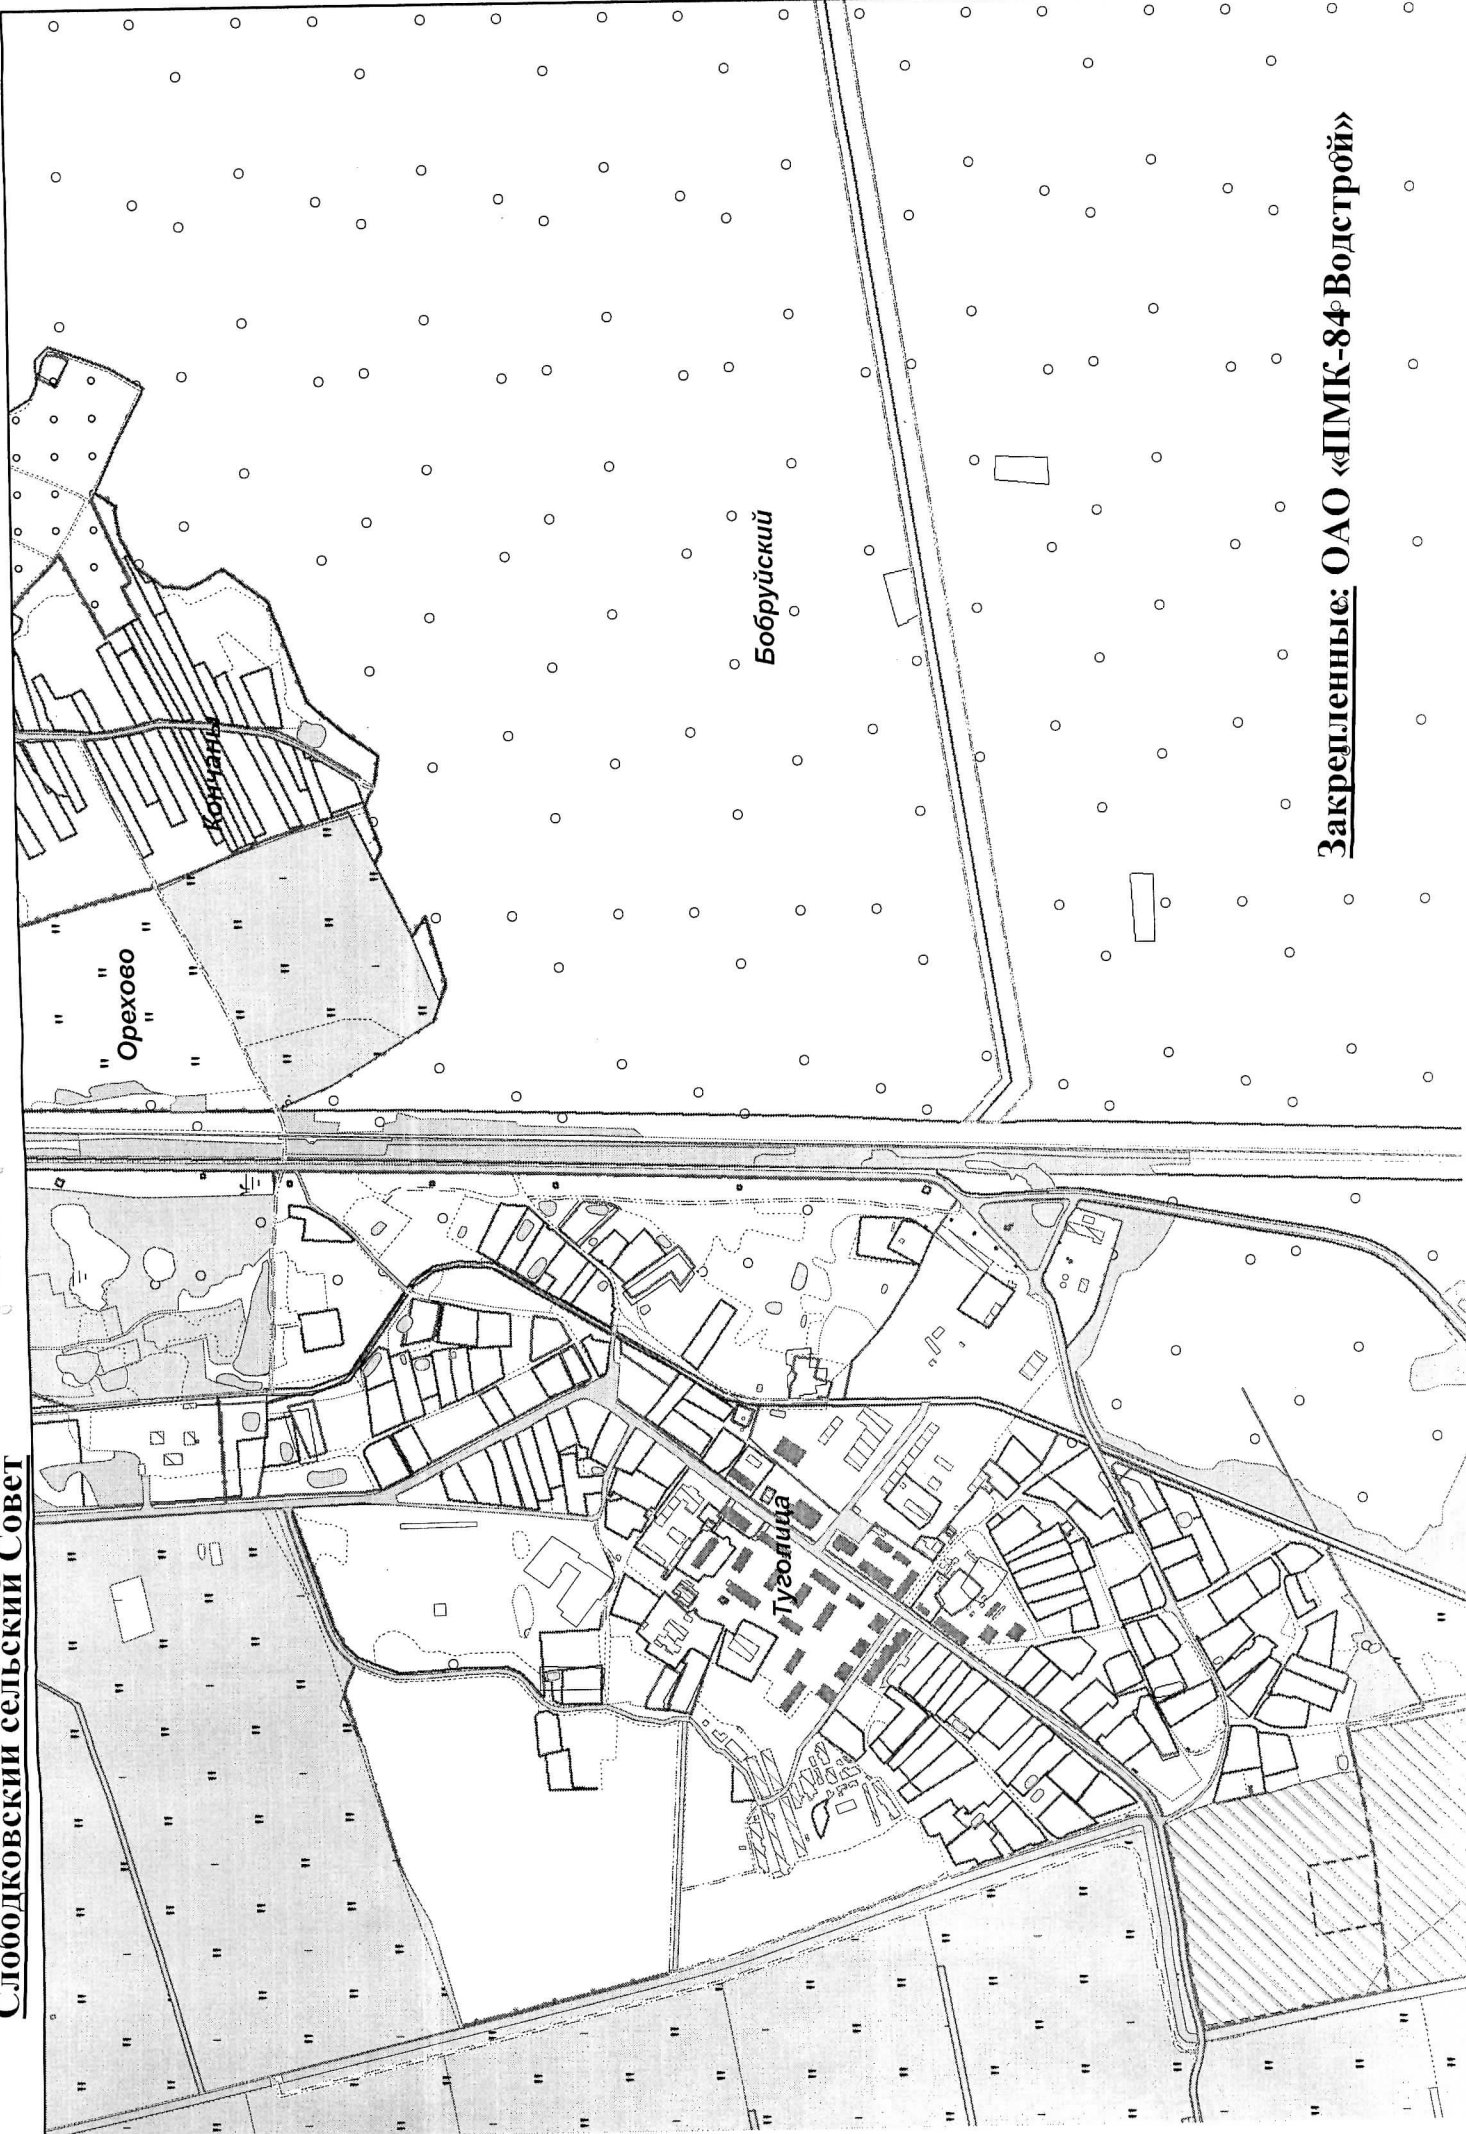 Слободковский сельский Совет
Орехово
Кончаны
Бобруйский
Туголица
Закрепленные: ОАО «ПМК-84 Водстрой»